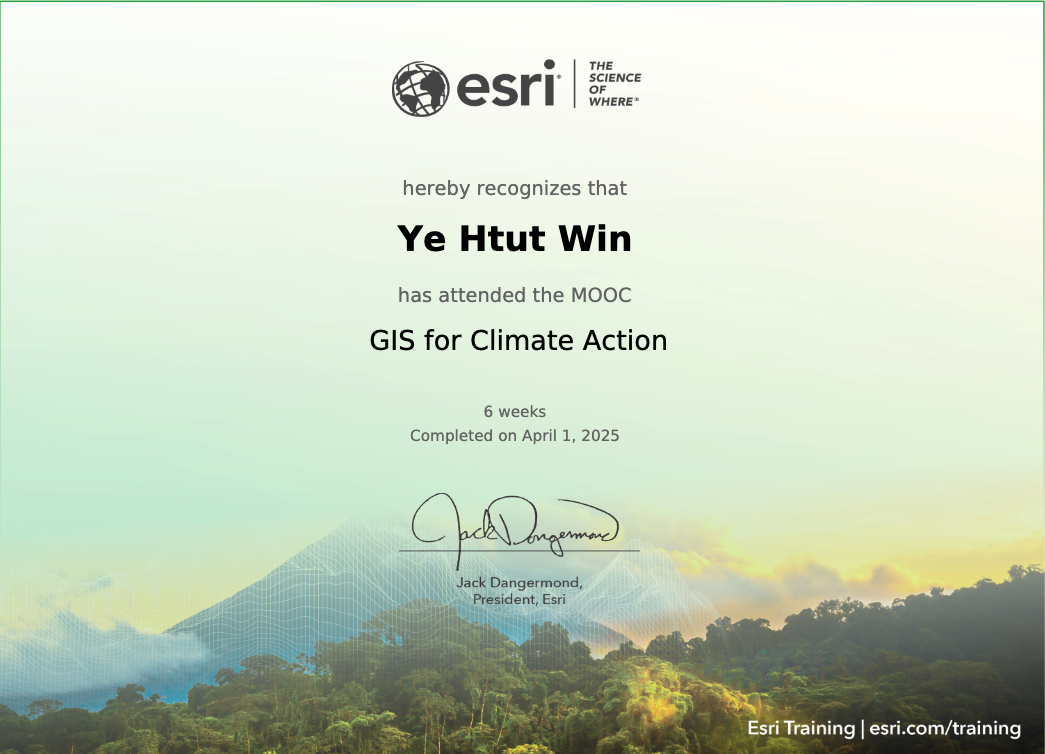 esri®
THE
SCIENCE
OF
WHERE®
hereby recognizes that
Ye Htut Win
has attended the MOOC
GIS for Climate Action
6 weeks
Completed on April 1, 2025
Jack Dangermond
Jack Dangermond,
President, Esri
Esri Training | esri.com/training